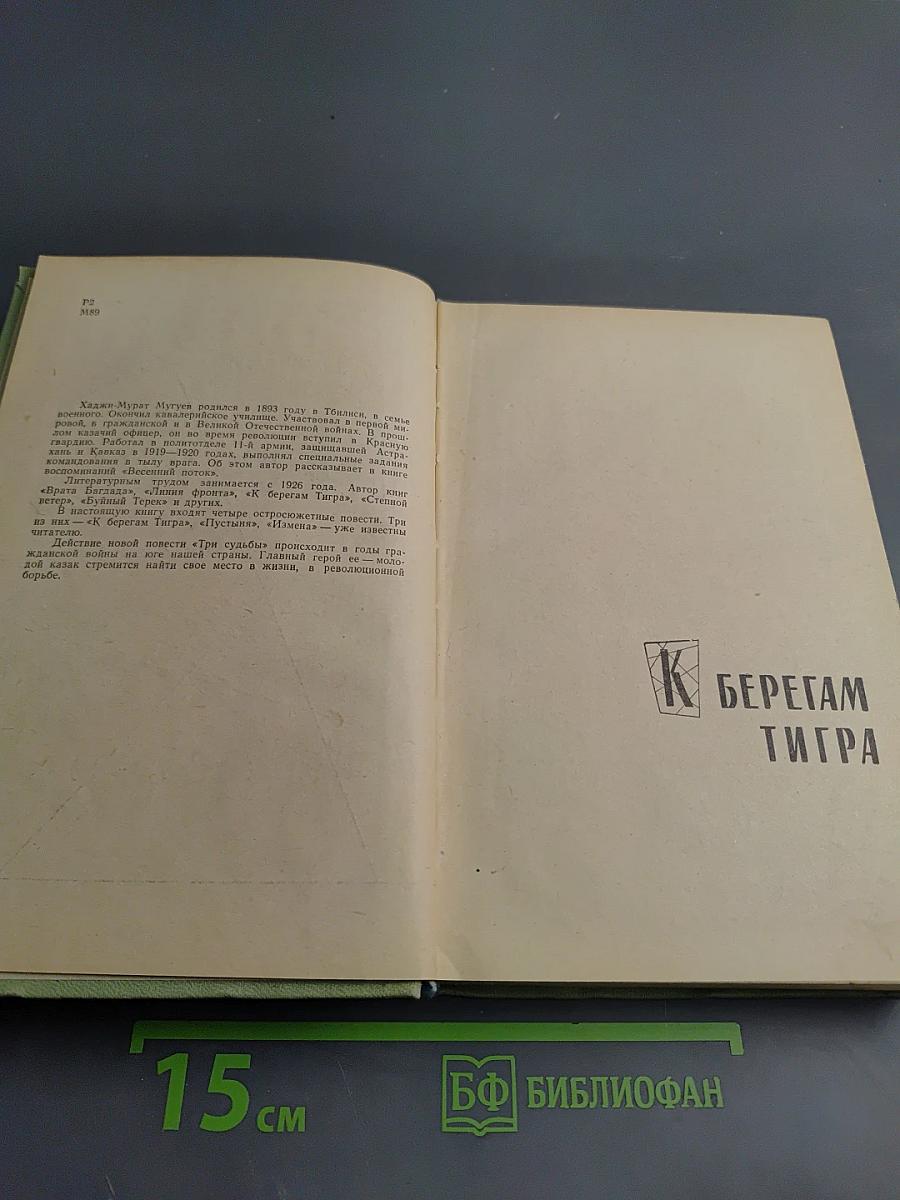 Р2
М89
Хаджи-Мурат Мугуев родился в 1893 году в Тбилиси, в семье
военного. Окончил кавалерийское училище. Участвовал в первой ми-
ровой, в гражданской и в Великой Отечественной войнах. В прош-
лом казачий офицер, он во время революции вступил в Красную
гвардию. Работал в политотделе 11-й армии, защищавшей Астра-
хань и Кавказ в 1919—1920 годах, выполнял специальные задания
командования в тылу врага. Об этом автор рассказывает в книге
воспоминаний «Весенний поток».
Литературным трудом занимается с 1926 года. Автор книг
«Врата Багдада», «Линия фронта», «К берегам Тигра», «Степной
ветер», «Буйный Терек» и других.
В настоящую книгу входят четыре остросюжетные повести. Три
из них — «К берегам Тигра», «Пустыня», «Измена» — уже известны
читателю.
Действие новой повести «Три судьбы» происходит в годы гра-
жданской войны на юге нашей страны. Главный герой ее — моло-
дой казак стремится найти свое место в жизни, в революционной
борьбе.
К БЕРЕГАМ
ТИГРА
15 см
БФ БИБЛИОФАН